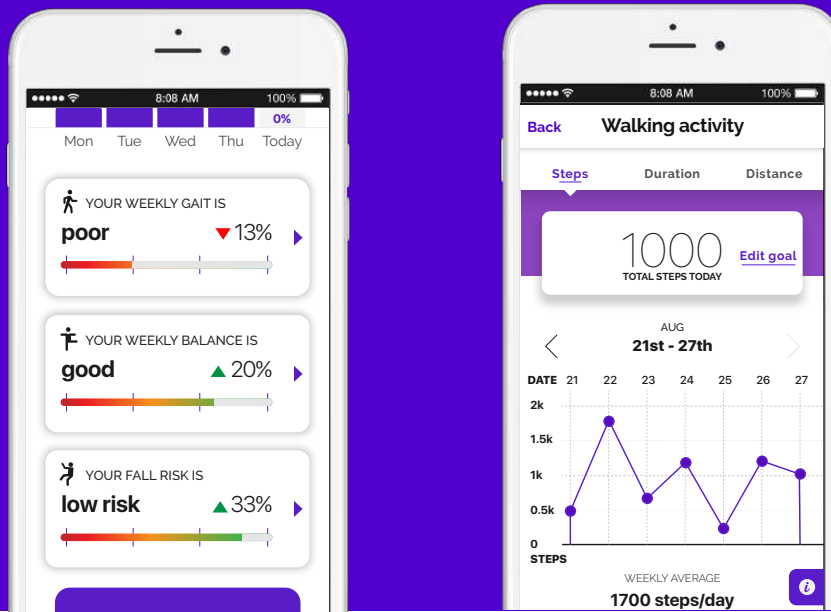 8:08 AM 100%
0%
Mon Tue Wed Thu Today
YOUR WEEKLY GAIT IS
poor 13%
YOUR WEEKLY BALANCE IS
good 20%
YOUR FALL RISK IS
low risk 33%
8:08 AM 100%
Back Walking activity
Steps Duration Distance
1000
TOTAL STEPS TODAY
Edit goal
AUG
21st - 27th
DATE 21 22 23 24 25 26 27
2k
1.5k
1k
0.5k
0
STEPS
WEEKLY AVERAGE
1700 steps/day
i